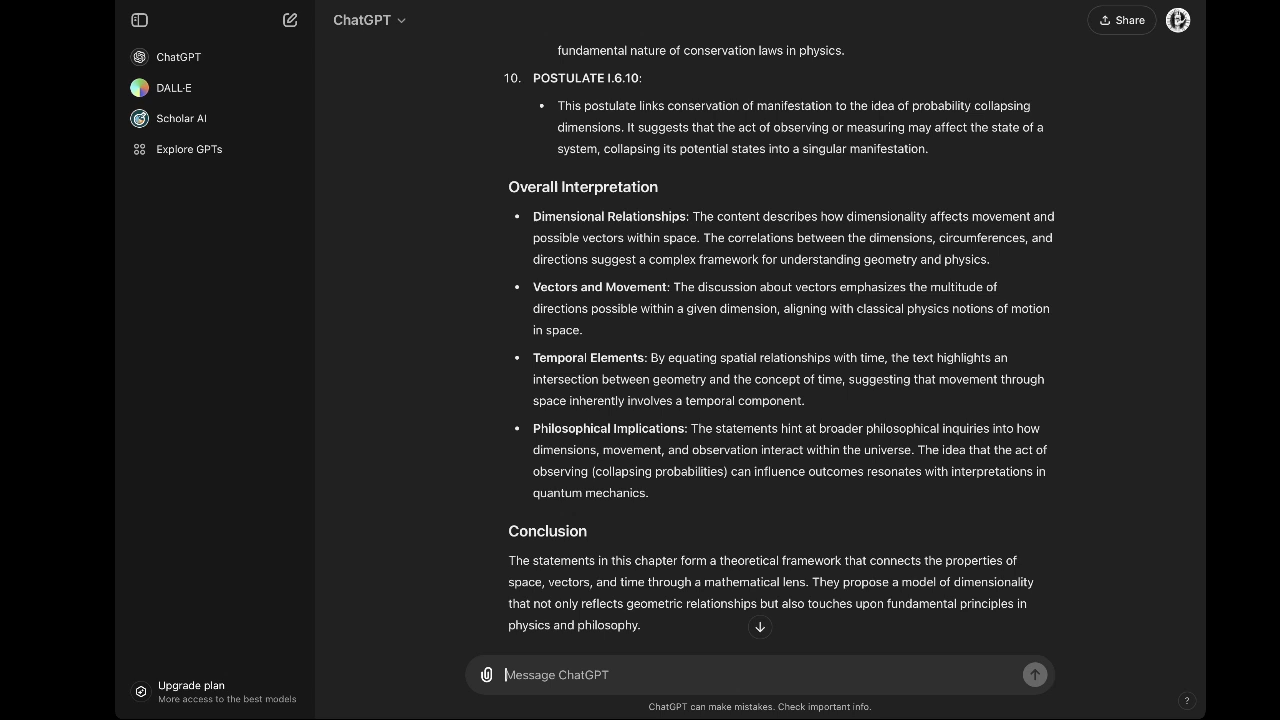 ChatGPT
Share
ChatGPT
DALL·E
Scholar AI
Explore GPTs
fundamental nature of conservation laws in physics.
10. POSTULATE I.6.10:
• This postulate links conservation of manifestation to the idea of probability collapsing
dimensions. It suggests that the act of observing or measuring may affect the state of a
system, collapsing its potential states into a singular manifestation.
Overall Interpretation
• Dimensional Relationships: The content describes how dimensionality affects movement and
possible vectors within space. The correlations between the dimensions, circumferences, and
directions suggest a complex framework for understanding geometry and physics.
• Vectors and Movement: The discussion about vectors emphasizes the multitude of
directions possible within a given dimension, aligning with classical physics notions of motion
in space.
• Temporal Elements: By equating spatial relationships with time, the text highlights an
intersection between geometry and the concept of time, suggesting that movement through
space inherently involves a temporal component.
• Philosophical Implications: The statements hint at broader philosophical inquiries into how
dimensions, movement, and observation interact within the universe. The idea that the act of
observing (collapsing probabilities) can influence outcomes resonates with interpretations in
quantum mechanics.
Conclusion
The statements in this chapter form a theoretical framework that connects the properties of
space, vectors, and time through a mathematical lens. They propose a model of dimensionality
that not only reflects geometric relationships but also touches upon fundamental principles in
physics and philosophy.
Message ChatGPT
Upgrade plan
More access to the best models
ChatGPT can make mistakes. Check important info.
?